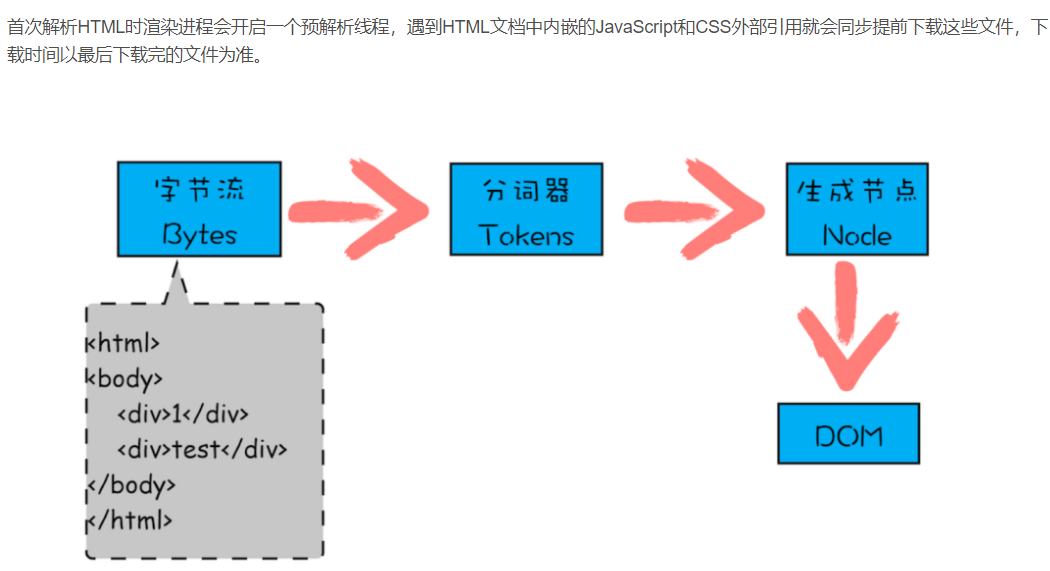 首次解析HTML时渲染进程会开启一个预解析线程，遇到HTML文档中内嵌的JavaScript和CSS外部引用就会同步提前下载这些文件，下
载时间以最后下载完的文件为准。
字节流
Bytes
分词器
Tokens
生成节点
Node
<html>
<body>
<div>1</div>
<div>test</div>
</body>
</html>
DOM